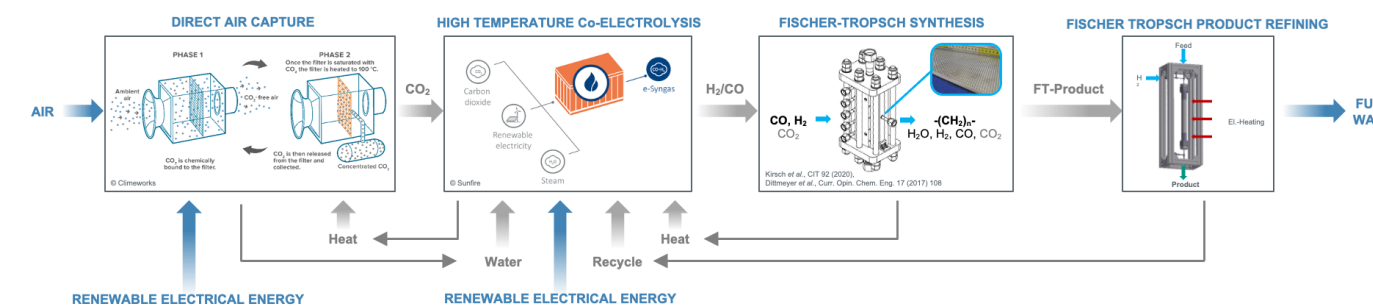 DIRECT AIR CAPTURE
HIGH TEMPERATURE Co-ELECTROLYSIS
FISCHER-TROPSCH SYNTHESIS
FISCHER TROPSCH PRODUCT REFINING
AIR
PHASE 1
Ambient
air
CO₂ is chemically
bound to the filter.
© Climeworks
CO₂-free air
PHASE 2
Once the filter is saturated with
CO₂ the filter is heated to 100 °C.
CO₂ is then released
from the filter and
collected.
Concentrated CO₂
CO₂
CO₂
Carbon
dioxide
Renewable
electricity
H₂O
Steam
CO+H₂
e-Syngas
© Sunfire
H₂/CO
CO, H₂
CO₂
-(CH₂)ₙ-
H₂O, H₂, CO, CO₂
Kirsch et al., CIT 92 (2020),
Dittmeyer et al., Curr. Opin. Chem. Eng. 17 (2017) 108
FT-Product
Feed
H
2
El.-Heating
Product
FU
WA
Heat
Water
Recycle
Heat
RENEWABLE ELECTRICAL ENERGY
RENEWABLE ELECTRICAL ENERGY